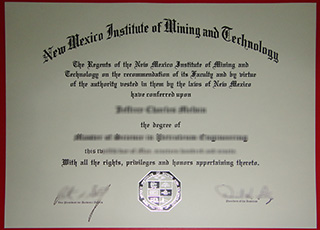 New Mexico Institute of Mining and Technology
The Regents of the New Mexico Institute of Mining and
Technology on the recommendation of its Faculty and by virtue
of the authority vested in them by the laws of New Mexico
have conferred upon
the degree of
Master of Science in Petroleum Engineering
this
With all the rights, privileges and honors appertaining thereto.